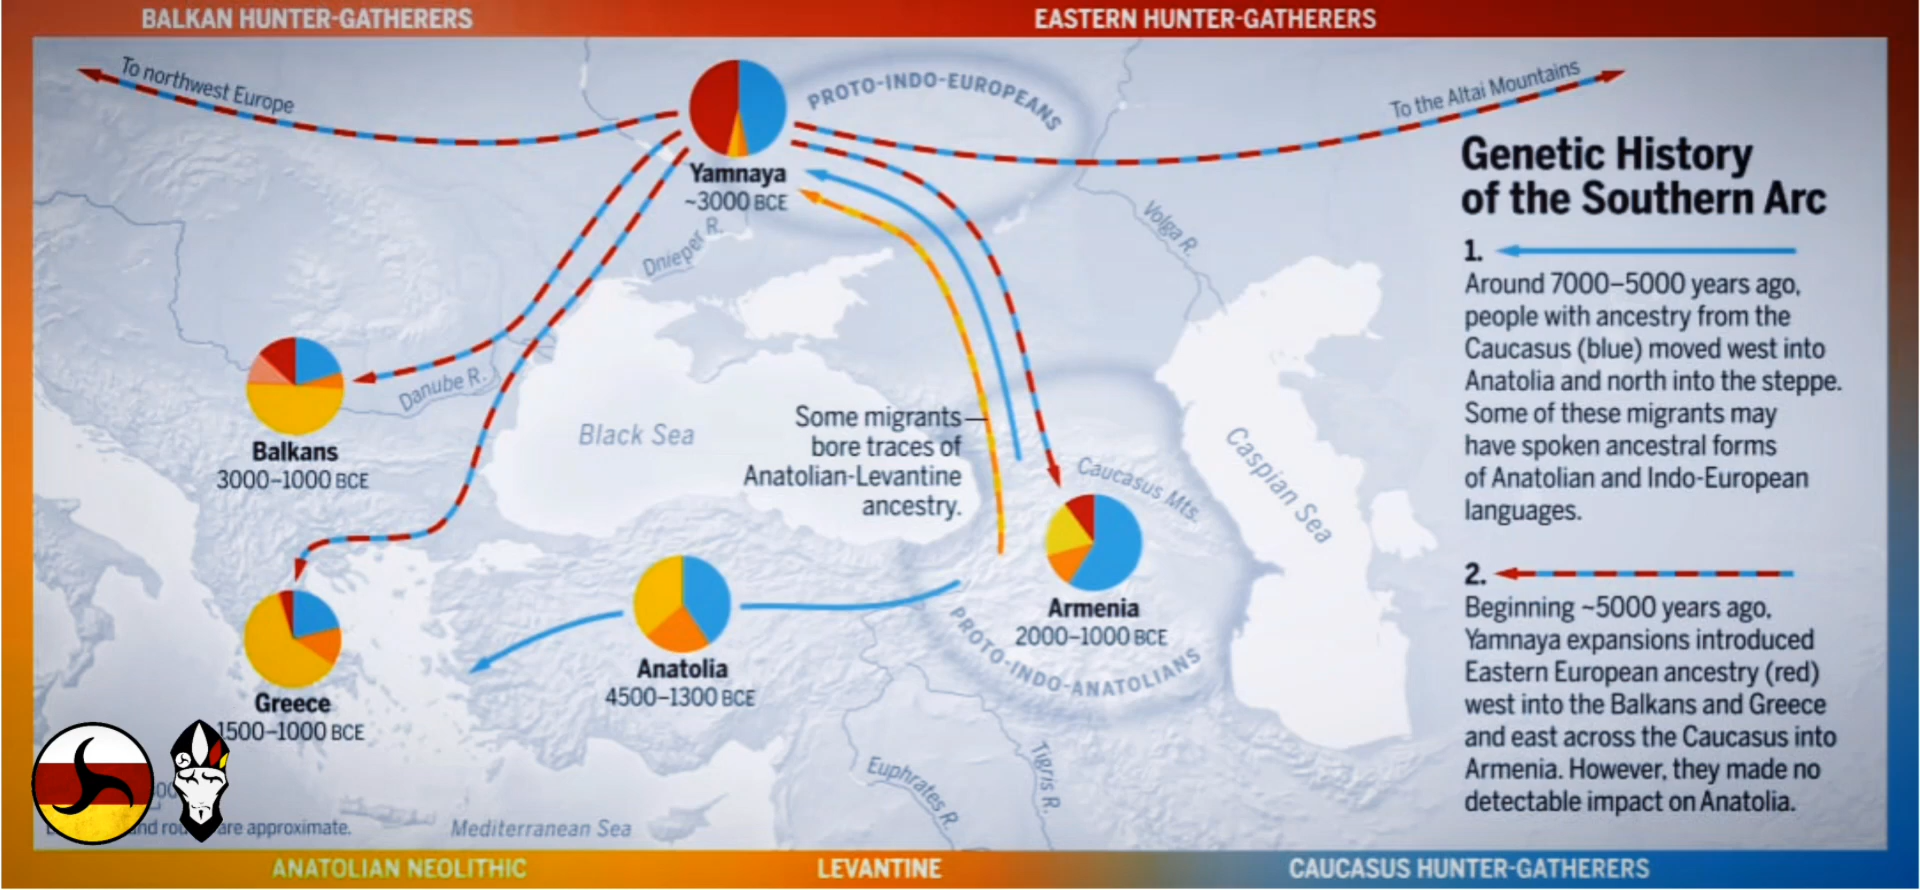 BALKAN HUNTER-GATHERERS
EASTERN HUNTER-GATHERERS
To northwest Europe
PROTO-INDO-EUROPEANS
To the Altai Mountains
Yamnaya
~3000 BCE
Dnieper R.
Volga R.
Genetic History
of the Southern Arc
1.
Around 7000–5000 years ago,
people with ancestry from the
Caucasus (blue) moved west into
Anatolia and north into the steppe.
Some of these migrants may
have spoken ancestral forms
of Anatolian and Indo-European
languages.
2.
Beginning ~5000 years ago,
Yamnaya expansions introduced
Eastern European ancestry (red)
west into the Balkans and Greece
and east across the Caucasus into
Armenia. However, they made no
detectable impact on Anatolia.
Danube R.
Balkans
3000–1000 BCE
Black Sea
Some migrants
bore traces of
Anatolian-Levantine
ancestry.
Caucasus Mts.
Caspian Sea
Armenia
2000–1000 BCE
PROTO-INDO-ANATOLIANS
Anatolia
4500–1300 BCE
Greece
1500–1000 BCE
Euphrates R.
Tigris R.
are approximate.
Mediterranean Sea
ANATOLIAN NEOLITHIC
LEVANTINE
CAUCASUS HUNTER-GATHERERS